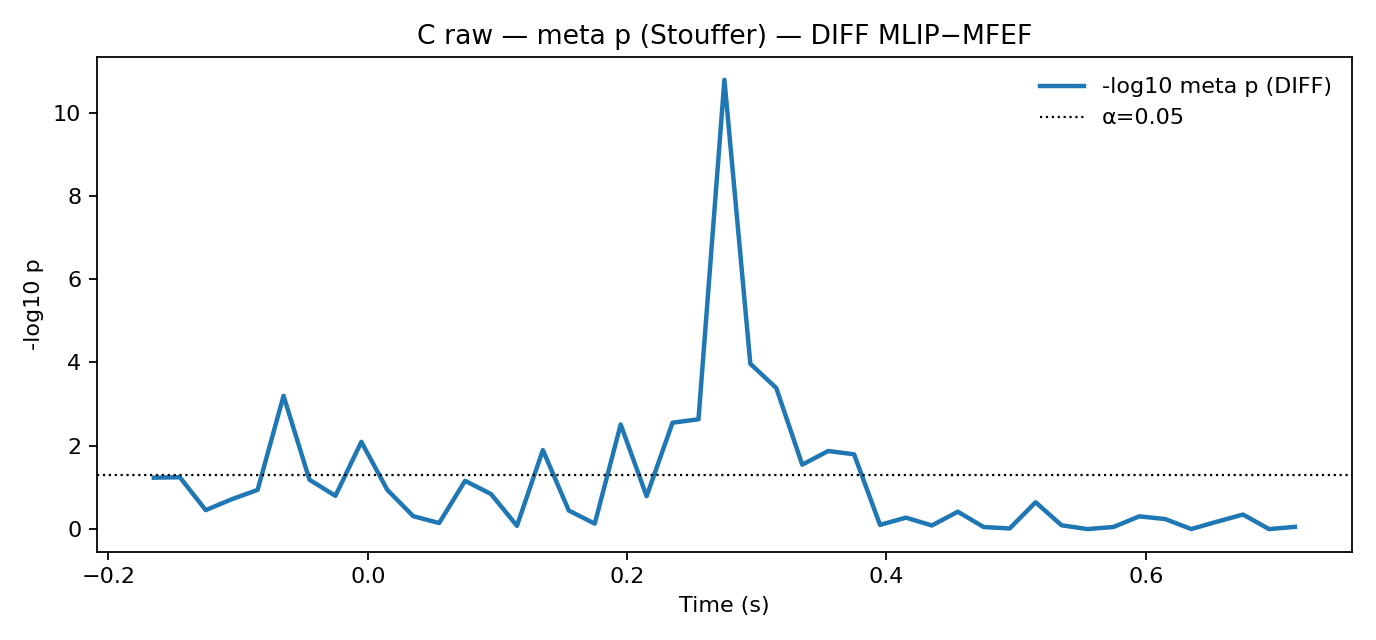 C raw — meta p (Stouffer) — DIFF MLIP−MFEF
-log10 meta p (DIFF)
α=0.05
-log10 p
10
8
6
4
2
0
−0.2
0.0
0.2
0.4
0.6
Time (s)